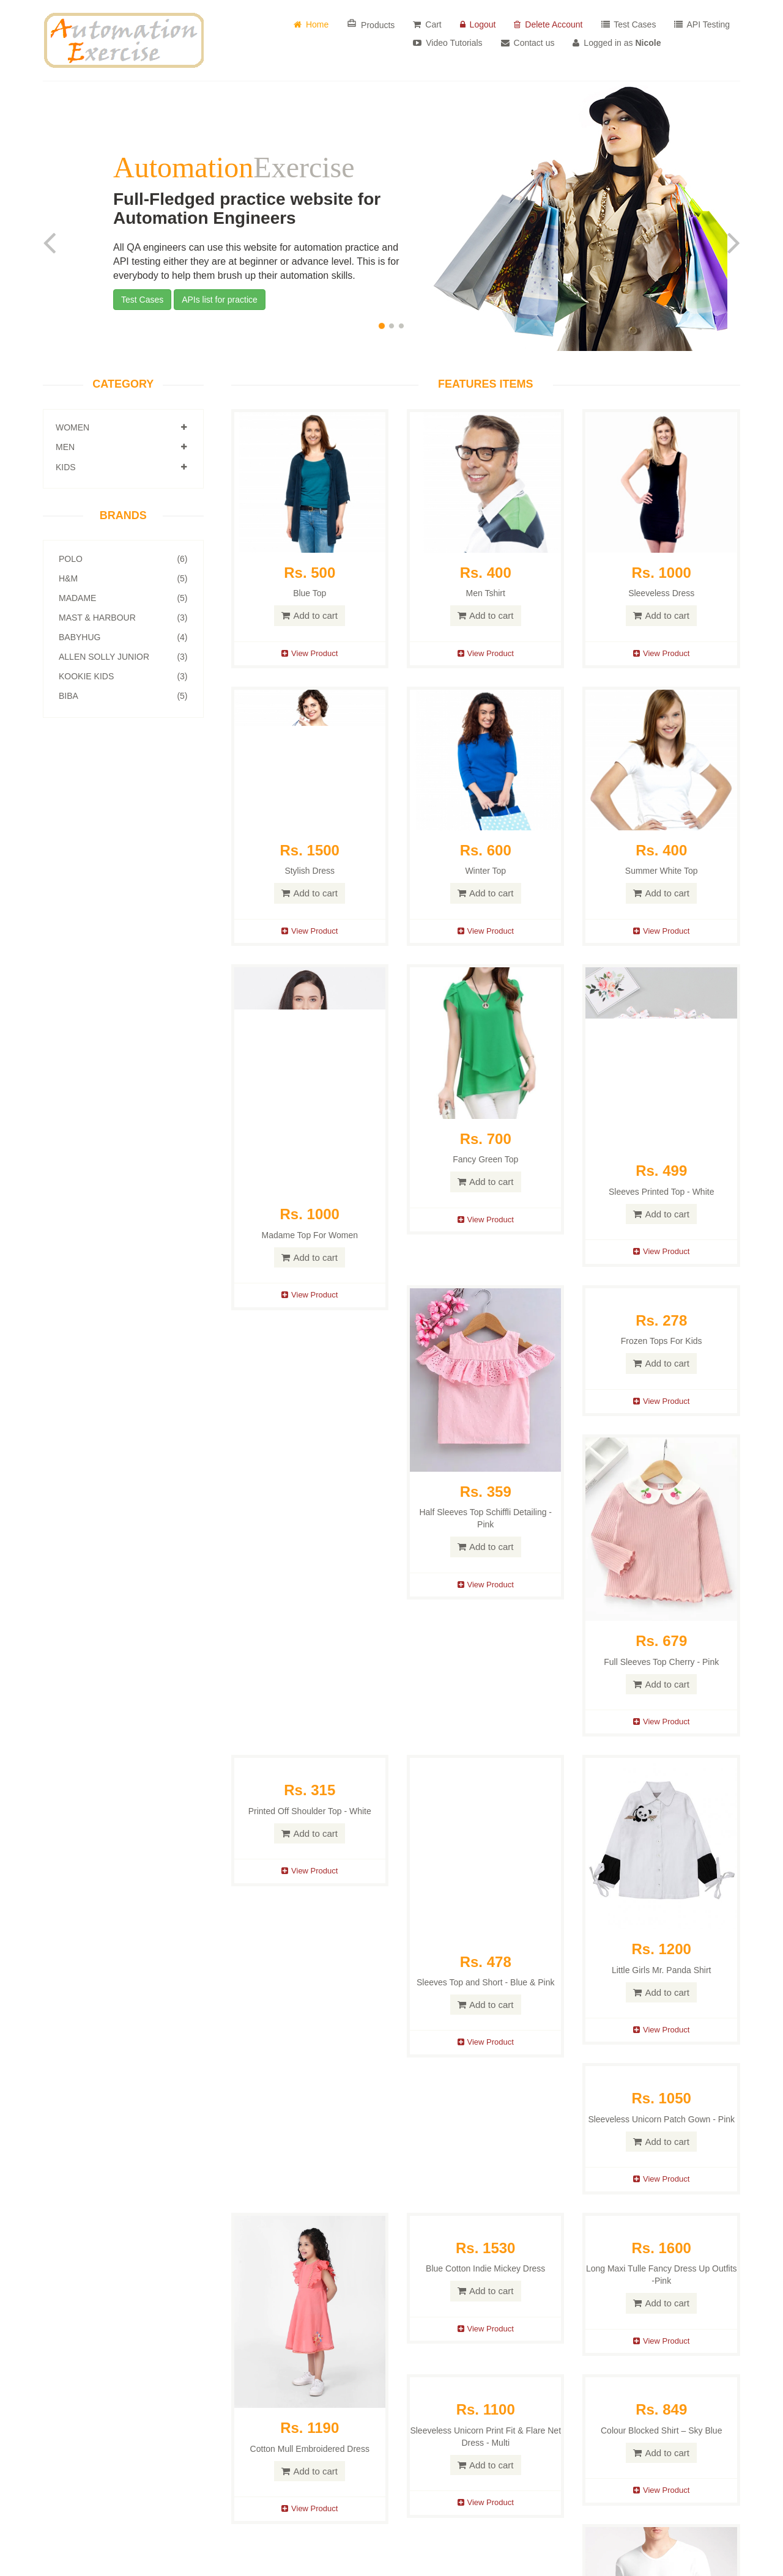 Automation
Exercise
Home
Products
Cart
Logout
Delete Account
Test Cases
API Testing
Video Tutorials
Contact us
Logged in as Nicole
AutomationExercise
Full-Fledged practice website for
Automation Engineers
All QA engineers can use this website for automation practice and
API testing either they are at beginner or advance level. This is for
everybody to help them brush up their automation skills.
Test Cases
APIs list for practice
CATEGORY
WOMEN
MEN
KIDS
BRANDS
POLO (6)
H&M (5)
MADAME (5)
MAST & HARBOUR (3)
BABYHUG (4)
ALLEN SOLLY JUNIOR (3)
KOOKIE KIDS (3)
BIBA (5)
FEATURES ITEMS
Rs. 500
Blue Top
Add to cart
View Product
Rs. 400
Men Tshirt
Add to cart
View Product
Rs. 1000
Sleeveless Dress
Add to cart
View Product
Rs. 1500
Stylish Dress
Add to cart
View Product
Rs. 600
Winter Top
Add to cart
View Product
Rs. 400
Summer White Top
Add to cart
View Product
Rs. 1000
Madame Top For Women
Add to cart
View Product
Rs. 700
Fancy Green Top
Add to cart
View Product
Rs. 499
Sleeves Printed Top - White
Add to cart
View Product
Rs. 359
Half Sleeves Top Schiffli Detailing -
Pink
Add to cart
View Product
Rs. 278
Frozen Tops For Kids
Add to cart
View Product
Rs. 679
Full Sleeves Top Cherry - Pink
Add to cart
View Product
Rs. 315
Printed Off Shoulder Top - White
Add to cart
View Product
Rs. 478
Sleeves Top and Short - Blue & Pink
Add to cart
View Product
Rs. 1200
Little Girls Mr. Panda Shirt
Add to cart
View Product
Rs. 1050
Sleeveless Unicorn Patch Gown - Pink
Add to cart
View Product
Rs. 1190
Cotton Mull Embroidered Dress
Add to cart
View Product
Rs. 1530
Blue Cotton Indie Mickey Dress
Add to cart
View Product
Rs. 1600
Long Maxi Tulle Fancy Dress Up Outfits
-Pink
Add to cart
View Product
Rs. 1100
Sleeveless Unicorn Print Fit & Flare Net
Dress - Multi
Add to cart
View Product
Rs. 849
Colour Blocked Shirt – Sky Blue
Add to cart
View Product